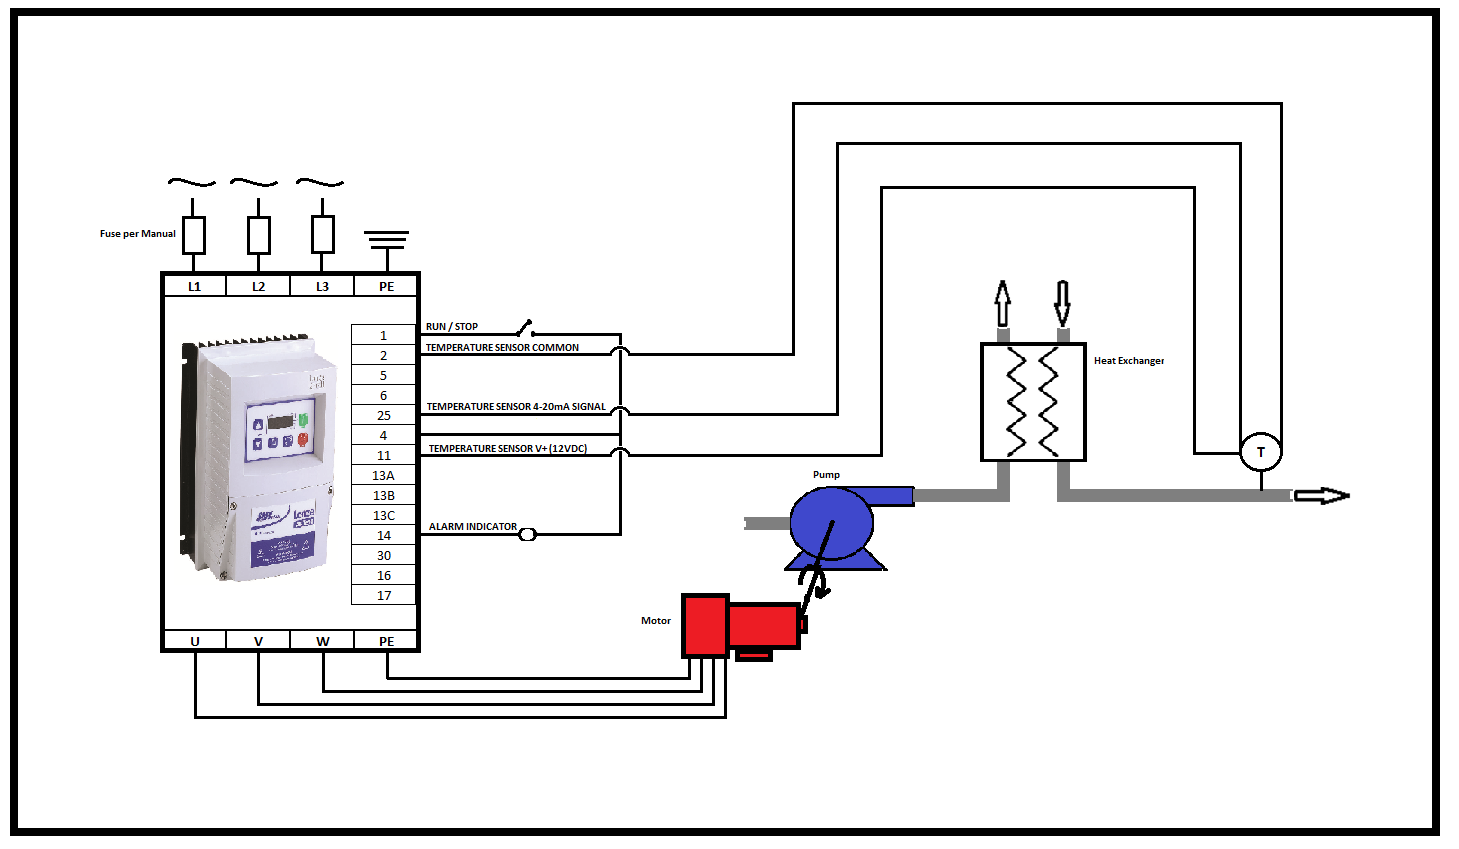 Fuse per Manual
L1 L2 L3 PE
1 RUN / STOP
2 TEMPERATURE SENSOR COMMON
5
6
25 TEMPERATURE SENSOR 4-20mA SIGNAL
4
11 TEMPERATURE SENSOR V+ (12VDC)
13A
13B
13C
14 ALARM INDICATOR
30
16
17
U V W PE
Heat Exchanger
T
Pump
Motor
Lenze